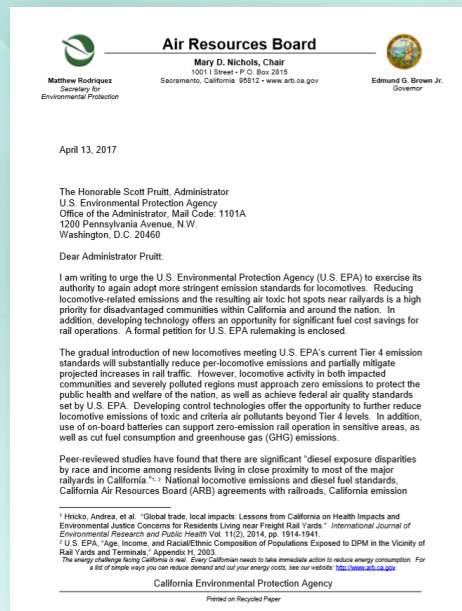 Air Resources Board
Mary D. Nichols, Chair
1001 I Street • P.O. Box 2815
Sacramento, California 95812 • www.arb.ca.gov
Matthew Rodriquez
Secretary for
Environmental Protection
Edmund G. Brown Jr.
Governor
April 13, 2017
The Honorable Scott Pruitt, Administrator
U.S. Environmental Protection Agency
Office of the Administrator, Mail Code: 1101A
1200 Pennsylvania Avenue, N.W.
Washington, D.C. 20460
Dear Administrator Pruitt:
I am writing to urge the U.S. Environmental Protection Agency (U.S. EPA) to exercise its
authority to again adopt more stringent emission standards for locomotives. Reducing
locomotive-related emissions and the resulting air toxic hot spots near railyards is a high
priority for disadvantaged communities within California and around the nation. In
addition, developing technology offers an opportunity for significant fuel cost savings for
rail operations. A formal petition for U.S. EPA rulemaking is enclosed.
The gradual introduction of new locomotives meeting U.S. EPA's current Tier 4 emission
standards will substantially reduce per-locomotive emissions and partially mitigate
projected increases in rail traffic. However, locomotive activity in both impacted
communities and severely polluted regions must approach zero emissions to protect the
public health and welfare of the nation, as well as achieve federal air quality standards
set by U.S. EPA. Developing control technologies offer the opportunity to further reduce
locomotive emissions of toxic and criteria air pollutants beyond Tier 4 levels. In addition,
use of on-board batteries can support zero-emission rail operation in sensitive areas, as
well as cut fuel consumption and greenhouse gas (GHG) emissions.
Peer-reviewed studies have found that there are significant "diesel exposure disparities
by race and income among residents living in close proximity to most of the major
railyards in California."1, 2 National locomotive emissions and diesel fuel standards,
California Air Resources Board (ARB) agreements with railroads, California emission
1 Hricko, Andrea, et al. "Global trade, local impacts: Lessons from California on Health Impacts and
Environmental Justice Concerns for Residents Living near Freight Rail Yards." International Journal of
Environmental Research and Public Health Vol. 11(2), 2014, pp. 1914-1941.
2 U.S. EPA, "Age, Income, and Racial/Ethnic Composition of Populations Exposed to DPM in the Vicinity of
Rail Yards and Terminals," Appendix H, 2003.
The energy challenge facing California is real. Every Californian needs to take immediate action to reduce energy consumption. For
a list of simple ways you can reduce demand and cut your energy costs, see our website: http://www.arb.ca.gov.
California Environmental Protection Agency
Printed on Recycled Paper